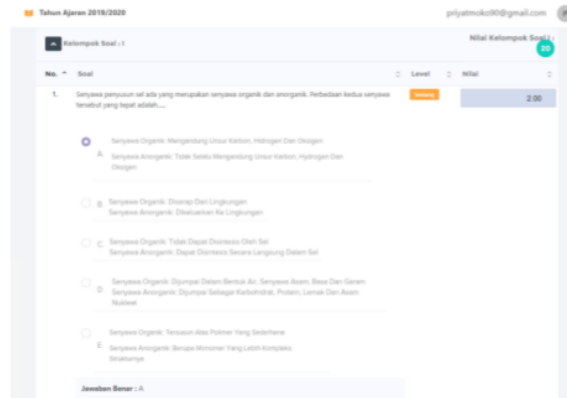 Tahun Ajaran 2019/2020
priyatmoko90@gmail.com
Kelompok Soal : I
Nilai Kelompok Soal I :
20
No. Soal Level Nilai
1. Senyawa penyusun sel ada yang merupakan senyawa organik dan anorganik. Perbedaan kedua senyawa
tersebut yang tepat adalah.....
Sedang
2.00
A. Senyawa Organik: Mengandung Unsur Karbon, Hidrogen Dan Oksigen
Senyawa Anorganik: Tidak Selalu Mengandung Unsur Karbon, Hydrogen Dan
Oksigen
B. Senyawa Organik: Diserap Dari Lingkungan
Senyawa Anorganik: Dikeluarkan Ke Lingkungan
C. Senyawa Organik: Tidak Dapat Disintesis Oleh Sel
Senyawa Anorganik: Dapat Disintesis Secara Langsung Dalam Sel
D. Senyawa Organik: Dijumpai Dalam Bentuk Air, Senyawa Asam, Basa Dan Garam
Senyawa Anorganik: Dijumpai Sebagai Karbohidrat, Protein, Lemak Dan Asam
Nukleat
E. Senyawa Organik: Tersusun Atas Polimer Yang Sederhana
Senyawa Anorganik: Berupa Monomer Yang Lebih Kompleks
Strukturnya
Jawaban Benar : A